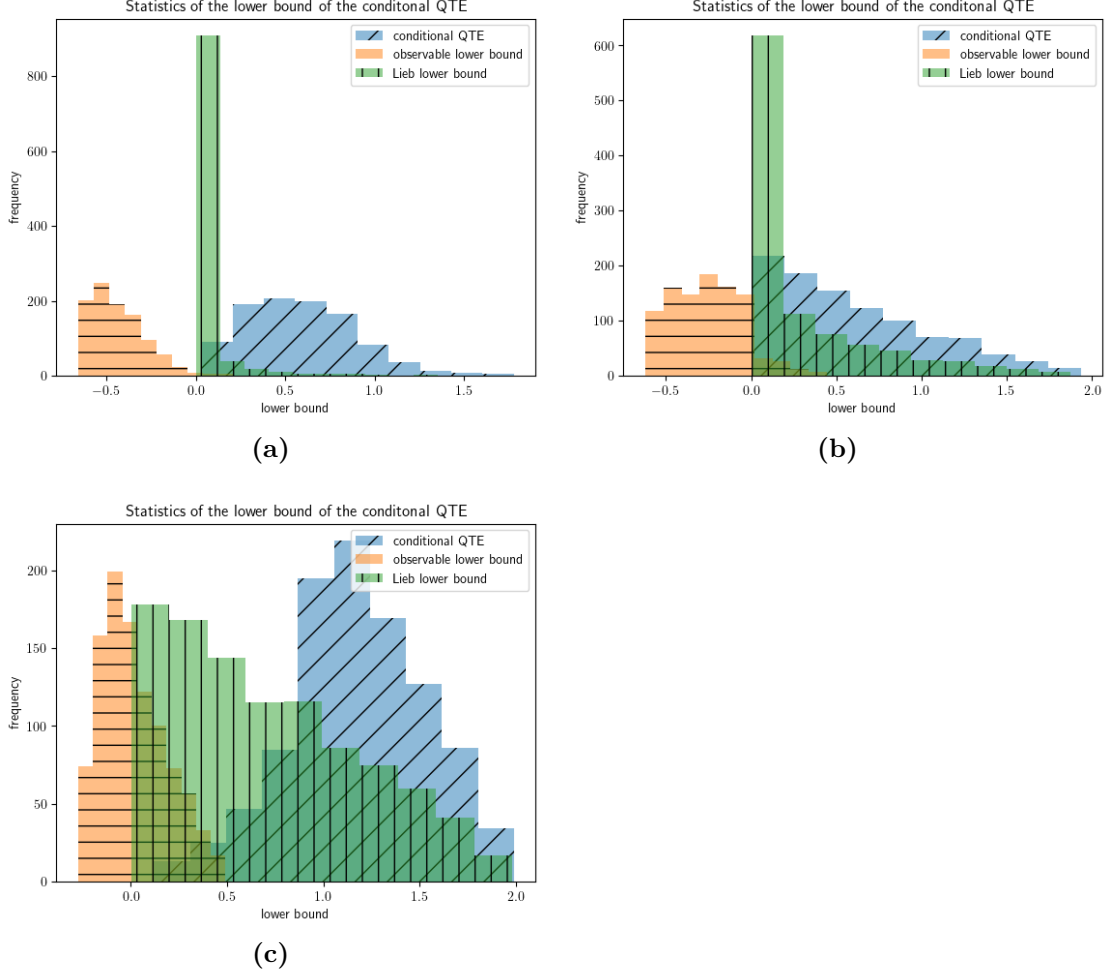 Statistics of the lower bound of the conditonal QTE
conditional QTE
observable lower bound
Lieb lower bound
frequency
800
600
400
200
0
−0.5
0.0
0.5
1.0
1.5
lower bound
(a)
Statistics of the lower bound of the conditonal QTE
conditional QTE
observable lower bound
Lieb lower bound
frequency
600
500
400
300
200
100
0
−0.5
0.0
0.5
1.0
1.5
2.0
lower bound
(b)
Statistics of the lower bound of the conditonal QTE
conditional QTE
observable lower bound
Lieb lower bound
frequency
200
150
100
50
0
0.0
0.5
1.0
1.5
2.0
lower bound
(c)